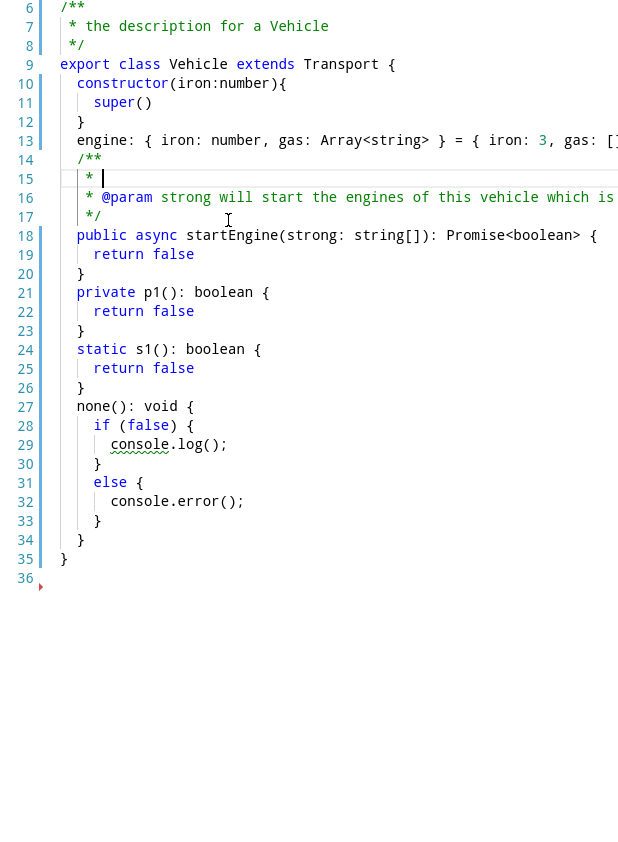 6 /**
7  * the description for a Vehicle
8  */
9 export class Vehicle extends Transport {
10   constructor(iron:number){
11     super()
12   }
13   engine: { iron: number, gas: Array<string> } = { iron: 3, gas: []
14   /**
15    *
16    * @param strong will start the engines of this vehicle which is
17    */
18   public async startEngine(strong: string[]): Promise<boolean> {
19     return false
20   }
21   private p1(): boolean {
22     return false
23   }
24   static s1(): boolean {
25     return false
26   }
27   none(): void {
28     if (false) {
29       console.log();
30     }
31     else {
32       console.error();
33     }
34   }
35 }
36